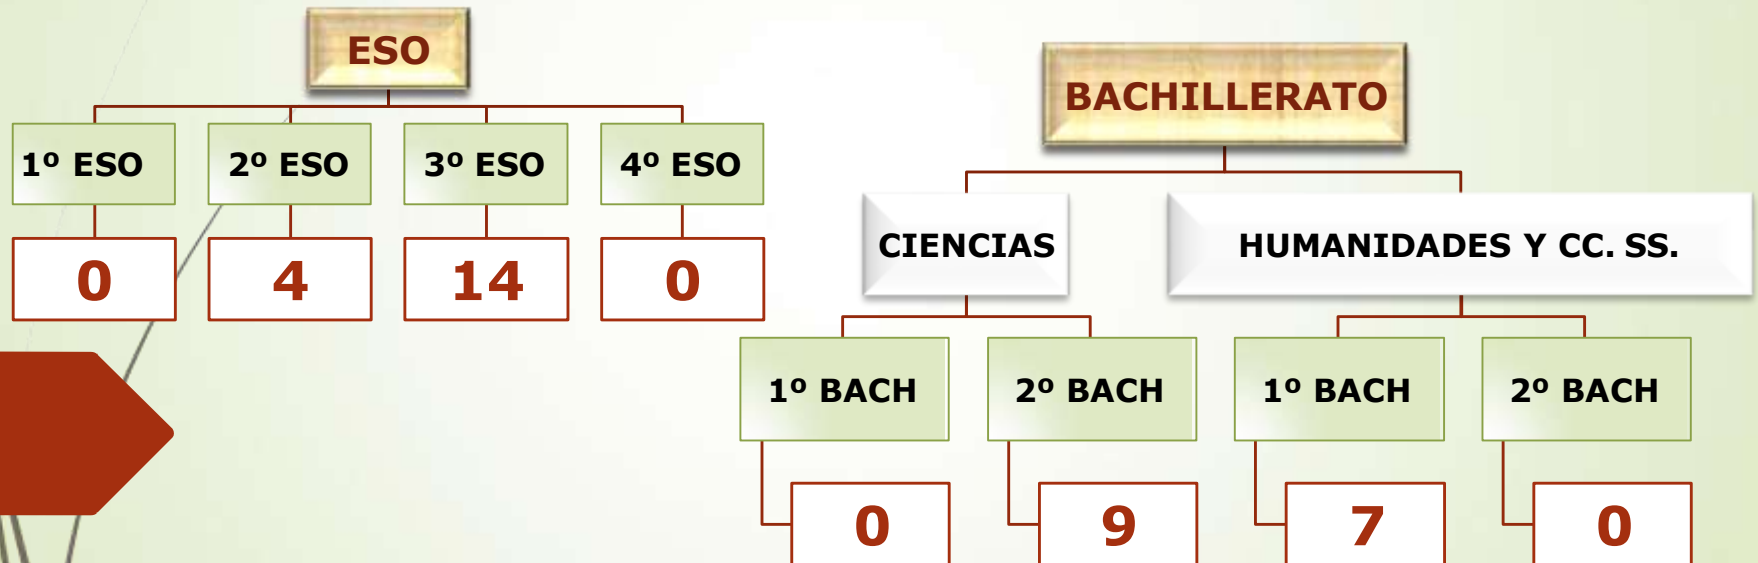 ESO
1º ESO
2º ESO
3º ESO
4º ESO
0
4
14
0
BACHILLERATO
CIENCIAS
HUMANIDADES Y CC. SS.
1º BACH
2º BACH
1º BACH
2º BACH
0
9
7
0